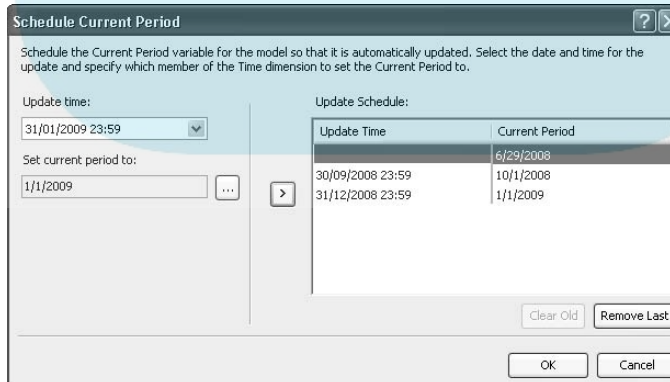 Schedule Current Period
Schedule the Current Period variable for the model so that it is automatically updated. Select the date and time for the
update and specify which member of the Time dimension to set the Current Period to.
Update time:
31/01/2009 23:59
Set current period to:
1/1/2009
...
>
Update Schedule:
Update Time Current Period
6/29/2008
30/09/2008 23:59 10/1/2008
31/12/2008 23:59 1/1/2009
Clear Old Remove Last
OK Cancel